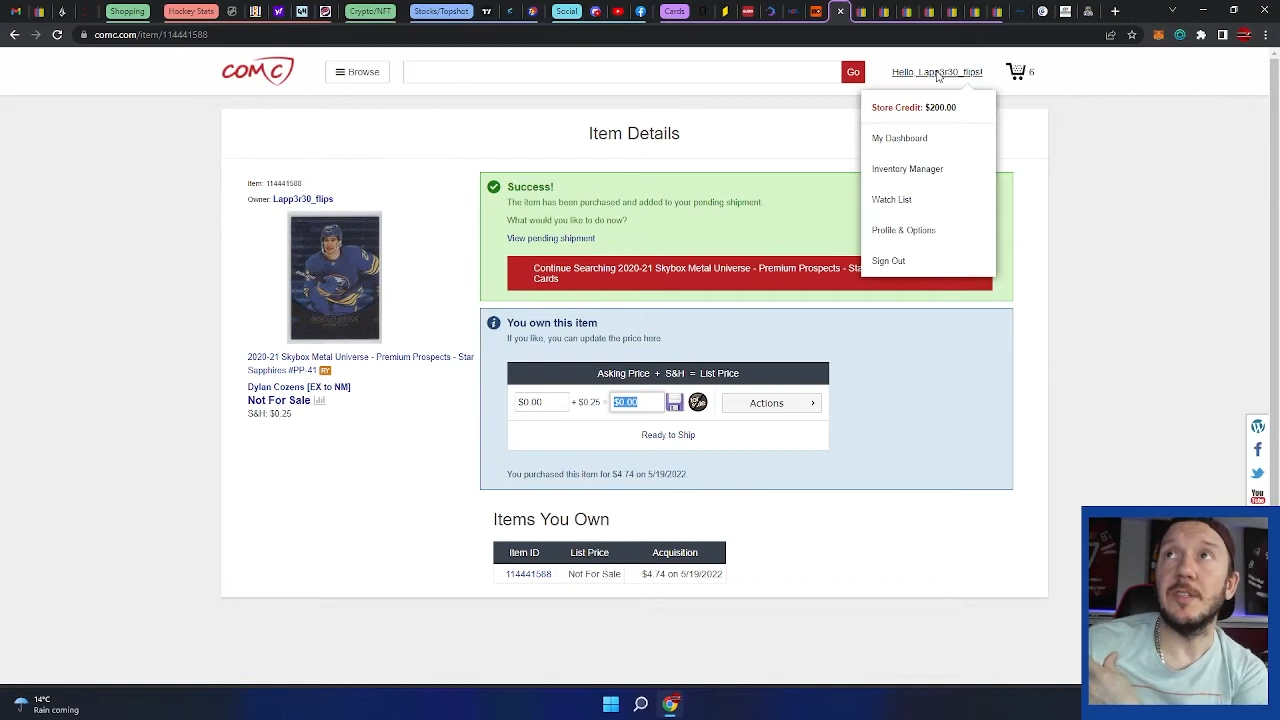 Shopping
Hockey Stats
Crypto/NFT
Stocks/Topshot
Social
Cards
comc.com/item/114441588
COMC
Browse
Go
Hello, Lapp3r30_flips!
6
Store Credit: $200.00
My Dashboard
Inventory Manager
Watch List
Profile & Options
Sign Out
Item Details
Item: 114441588
Owner: Lapp3r30_flips
2020-21 Skybox Metal Universe - Premium Prospects - Star
Sapphires #PP-41 RY
Dylan Cozens [EX to NM]
Not For Sale
S&H: $0.25
Success!
The item has been purchased and added to your pending shipment.
What would you like to do now?
View pending shipment
Continue Searching 2020-21 Skybox Metal Universe - Premium Prospects - Sta
Cards
You own this item
If you like, you can update the price here.
Asking Price + S&H = List Price
$0.00 + $0.25 = $0.00
Actions
Ready to Ship
You purchased this item for $4.74 on 5/19/2022.
Items You Own
Item ID List Price Acquisition
114441588 Not For Sale $4.74 on 5/19/2022
You
Tube
14°C
Rain coming